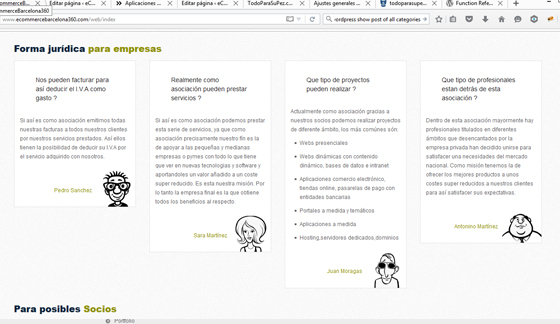 Editar página - eC...
Aplicaciones ...
Editar página - eC...
TodoParaSuPez.c...
Ajustes generales ...
todoparasupe...
Function Refe...
mmerceBarcelona360
.ecommercebarcelona360.com/web/index
ordpress show post of all categories
Forma jurídica para empresas
Nos pueden facturar para
así deducir el I.V.A como
gasto ?
Si así es como asociación emitimos todas
nuestras facturas a todos nuestros clientes
por nuestros servicios prestados. Así ellos
tienen la posibilidad de deducir su I.V.A por
el servicio adquirido con nosotros.
Pedro Sanchez
Realmente como
asociación pueden prestar
servicios ?
Si así es como asociación podemos prestar
esta serie de servicios, ya que como
asociación precisamente nuestro fin es la
de apoyar a las pequeñas y medianas
empresas o pymes con todo lo que tiene
que ver en nuevas tecnologías y software y
aportandoles un valor añadido a un coste
super reducido. Es esta nuestra misión. Por
lo tanto la empresa final es la que obtiene
todos los beneficios al respecto.
Sara Martínez
Que tipo de proyectos
pueden realizar ?
Actualmente como asociación gracias a
nuestros socios podemos realizar proyectos
de diferente ámbito, los más comúnes són:
Webs presenciales
Webs dinámicas con contenido
dinámico, bases de datos e intranet
Aplicaciones comercio electrónico,
tiendas online, pasarelas de pago con
entidades bancarias
Portales a medida y temáticos
Aplicaciones a medida
Hosting,servidores dedicados,dominios
Juan Moragas
Que tipo de profesionales
estan detrás de esta
asociación ?
Dentro de esta asociación mayormente hay
profesionales titulados en diferentes
ámbitos que desencantados por la
empresa privada han decidido unirse para
satisfacer una necesidades del mercado
nacional. Como misión tenemos la de
ofrecer los mejores productos a unos
costes super reducidos a nuestros clientes
para así satisfacer sus expectativas.
Antonino Martínez
Para posibles Socios
Portfolio